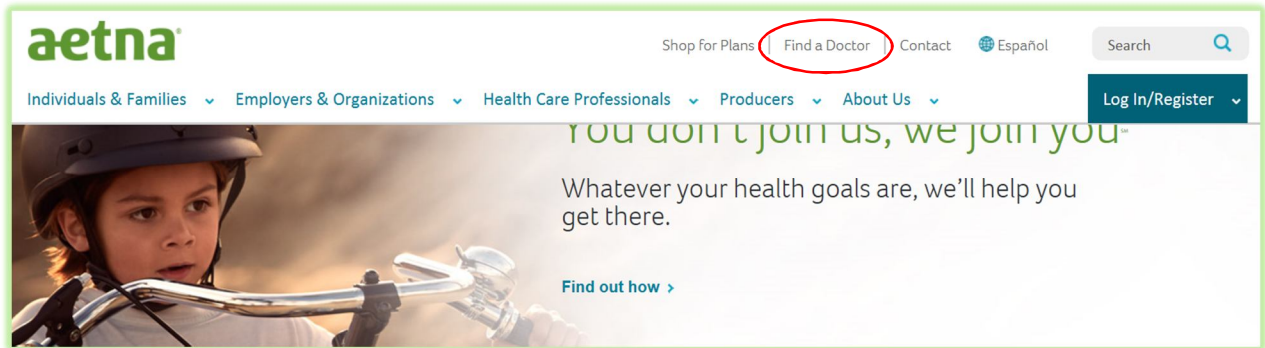 aetna
Shop for Plans Find a Doctor Contact Español Search
Individuals & Families Employers & Organizations Health Care Professionals Producers About Us Log In/Register
You don't join us, we join you℠
Whatever your health goals are, we'll help you
get there.
Find out how >